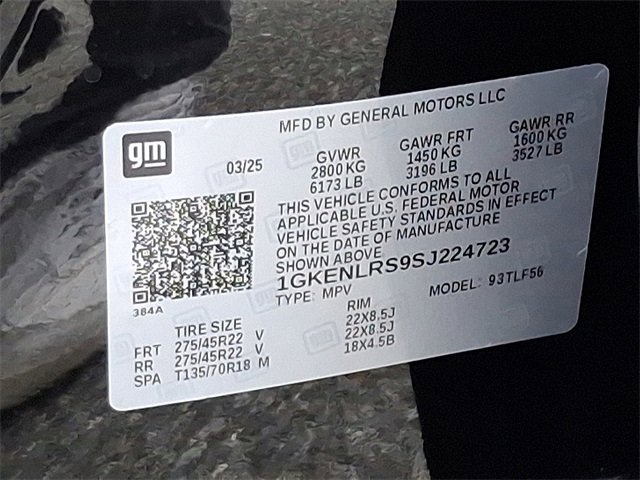 MFD BY GENERAL MOTORS LLC
gm
03/25
GVWR GAWR FRT GAWR RR
2800 KG 1450 KG 1600 KG
6173 LB 3196 LB 3527 LB
THIS VEHICLE CONFORMS TO ALL
APPLICABLE U.S. FEDERAL MOTOR
VEHICLE SAFETY STANDARDS IN EFFECT
ON THE DATE OF MANUFACTURE
SHOWN ABOVE
1GKENLRS9SJ224723
TYPE: MPV MODEL: 93TLF56
384A
TIRE SIZE RIM
FRT 275/45R22 V 22X8.5J
RR 275/45R22 V 22X8.5J
SPA T135/70R18 M 18X4.5B